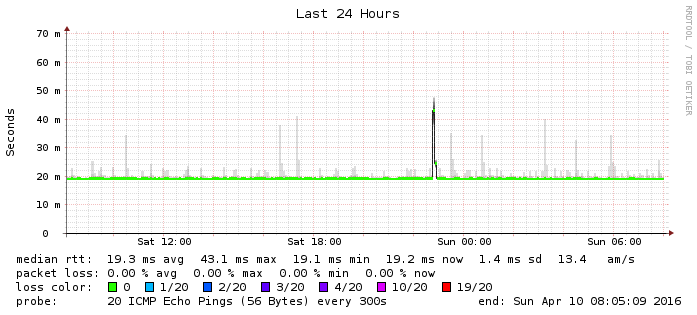 Last 24 Hours
RRDTOOL / TOBI OETIKER
Seconds
70 m
60 m
50 m
40 m
30 m
20 m
10 m
0
Sat 12:00 Sat 18:00 Sun 00:00 Sun 06:00
median rtt: 19.3 ms avg 43.1 ms max 19.1 ms min 19.2 ms now 1.4 ms sd 13.4 am/s
packet loss: 0.00 % avg 0.00 % max 0.00 % min 0.00 % now
loss color: 0 1/20 2/20 3/20 4/20 10/20 19/20
probe: 20 ICMP Echo Pings (56 Bytes) every 300s end: Sun Apr 10 08:05:09 2016